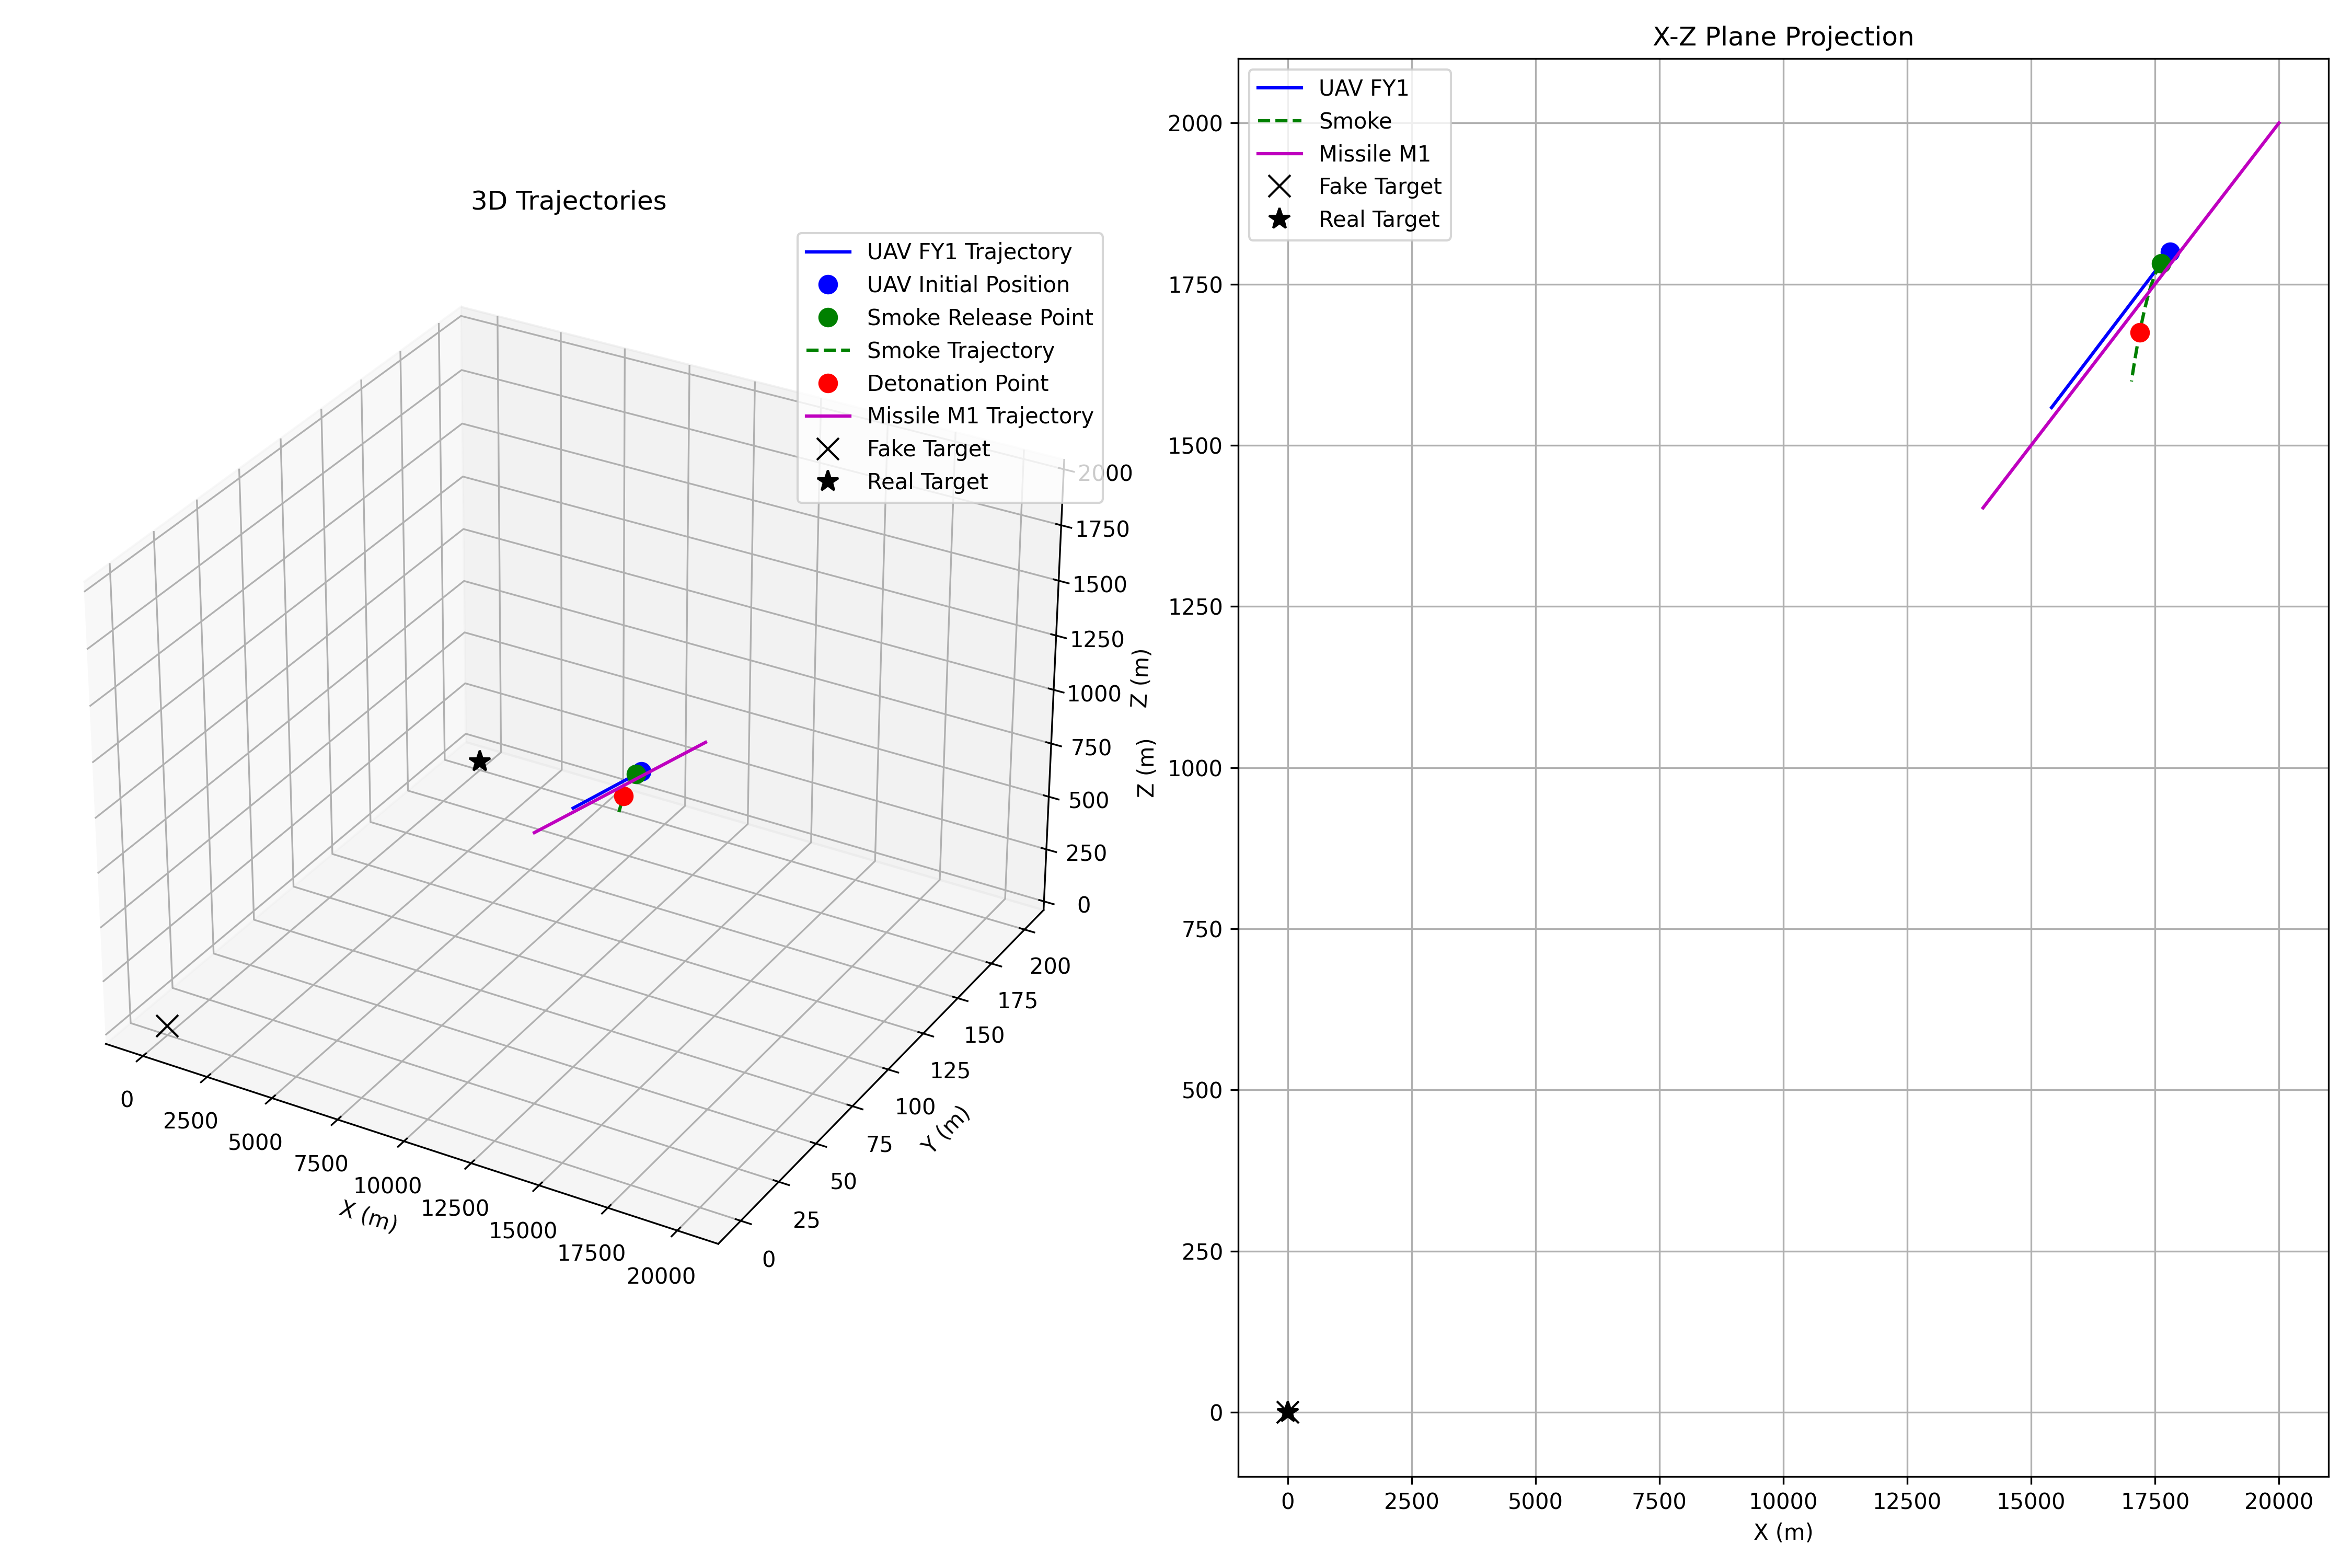 3D Trajectories
UAV FY1 Trajectory
UAV Initial Position
Smoke Release Point
Smoke Trajectory
Detonation Point
Missile M1 Trajectory
Fake Target
Real Target
2000
1750
1500
1250
1000
750
500
250
0
Z (m)
200
175
150
125
100
75
50
25
0
Y (m)
0
2500
5000
7500
10000
12500
15000
17500
20000
X (m)
X-Z Plane Projection
UAV FY1
Smoke
Missile M1
Fake Target
Real Target
2000
1750
1500
1250
1000
750
500
250
0
Z (m)
0
2500
5000
7500
10000
12500
15000
17500
20000
X (m)